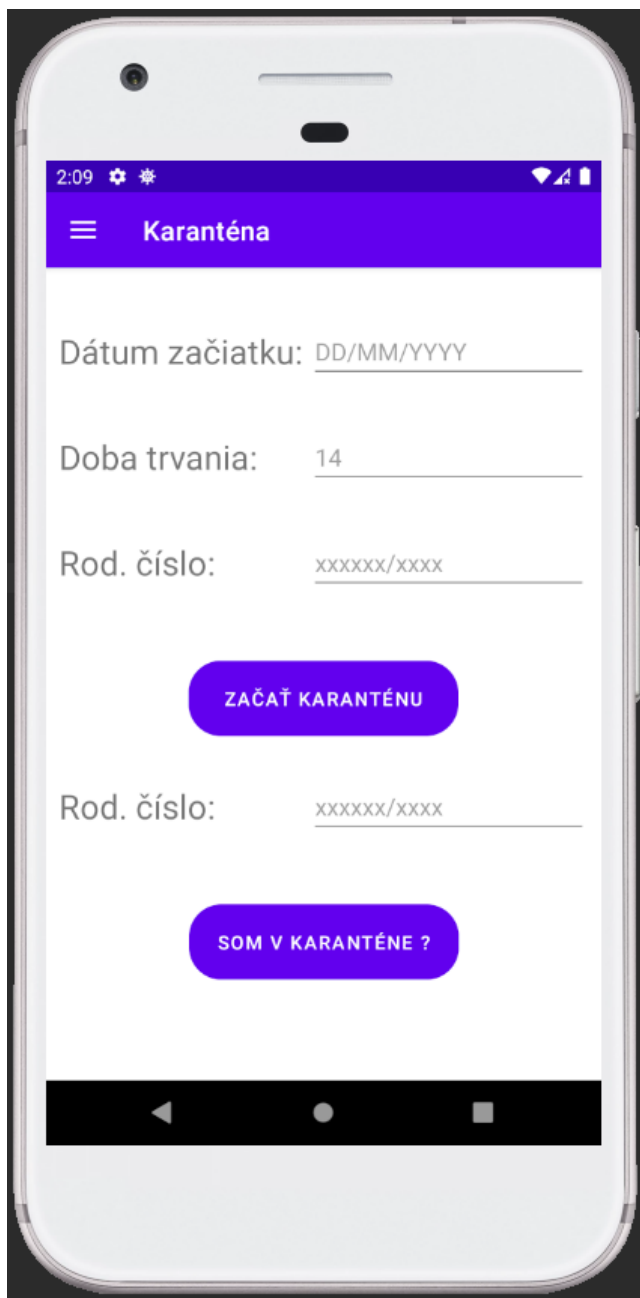 2:09
Karanténa
Dátum začiatku: DD/MM/YYYY
Doba trvania: 14
Rod. číslo: xxxxxx/xxxx
ZAČAŤ KARANTÉNU
Rod. číslo: xxxxxx/xxxx
SOM V KARANTÉNE ?